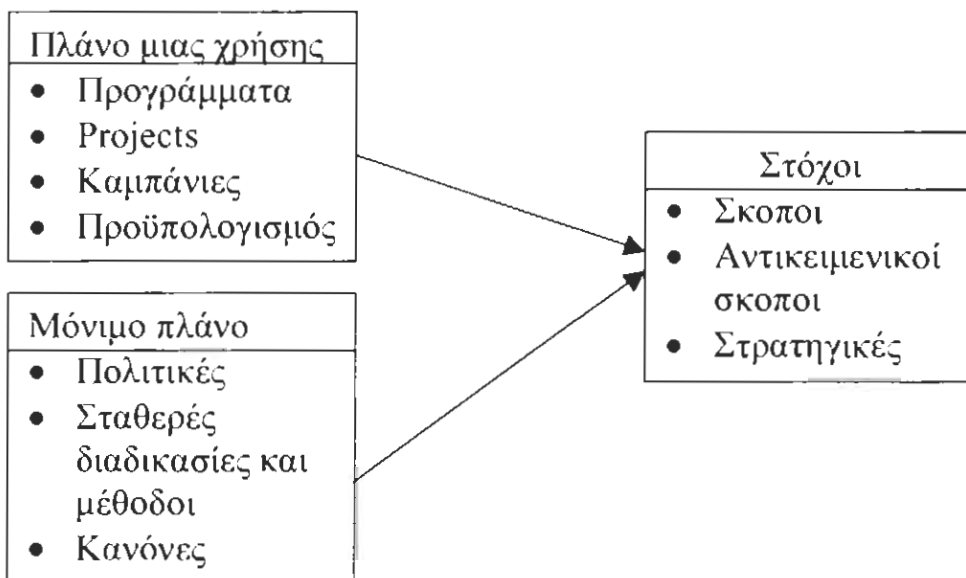 Πλάνο μιας χρήσης
• Προγράμματα
• Projects
• Καμπάνιες
• Προϋπολογισμός
Μόνιμο πλάνο
• Πολιτικές
• Σταθερές
διαδικασίες και
μέθοδοι
• Κανόνες
Στόχοι
• Σκοποι
• Αντικειμενικοί
σκοποι
• Στρατηγικές